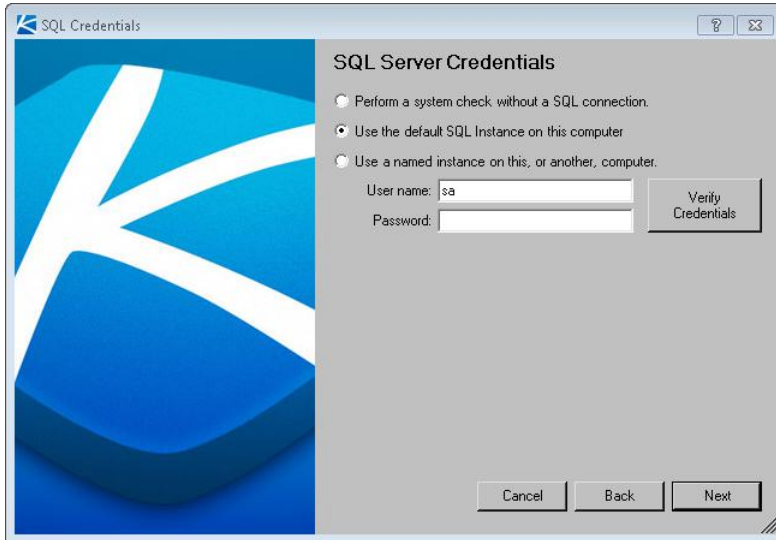 SQL Credentials
SQL Server Credentials
Perform a system check without a SQL connection.
Use the default SQL Instance on this computer
Use a named instance on this, or another, computer.
User name: sa
Password:
Verify
Credentials
Cancel Back Next